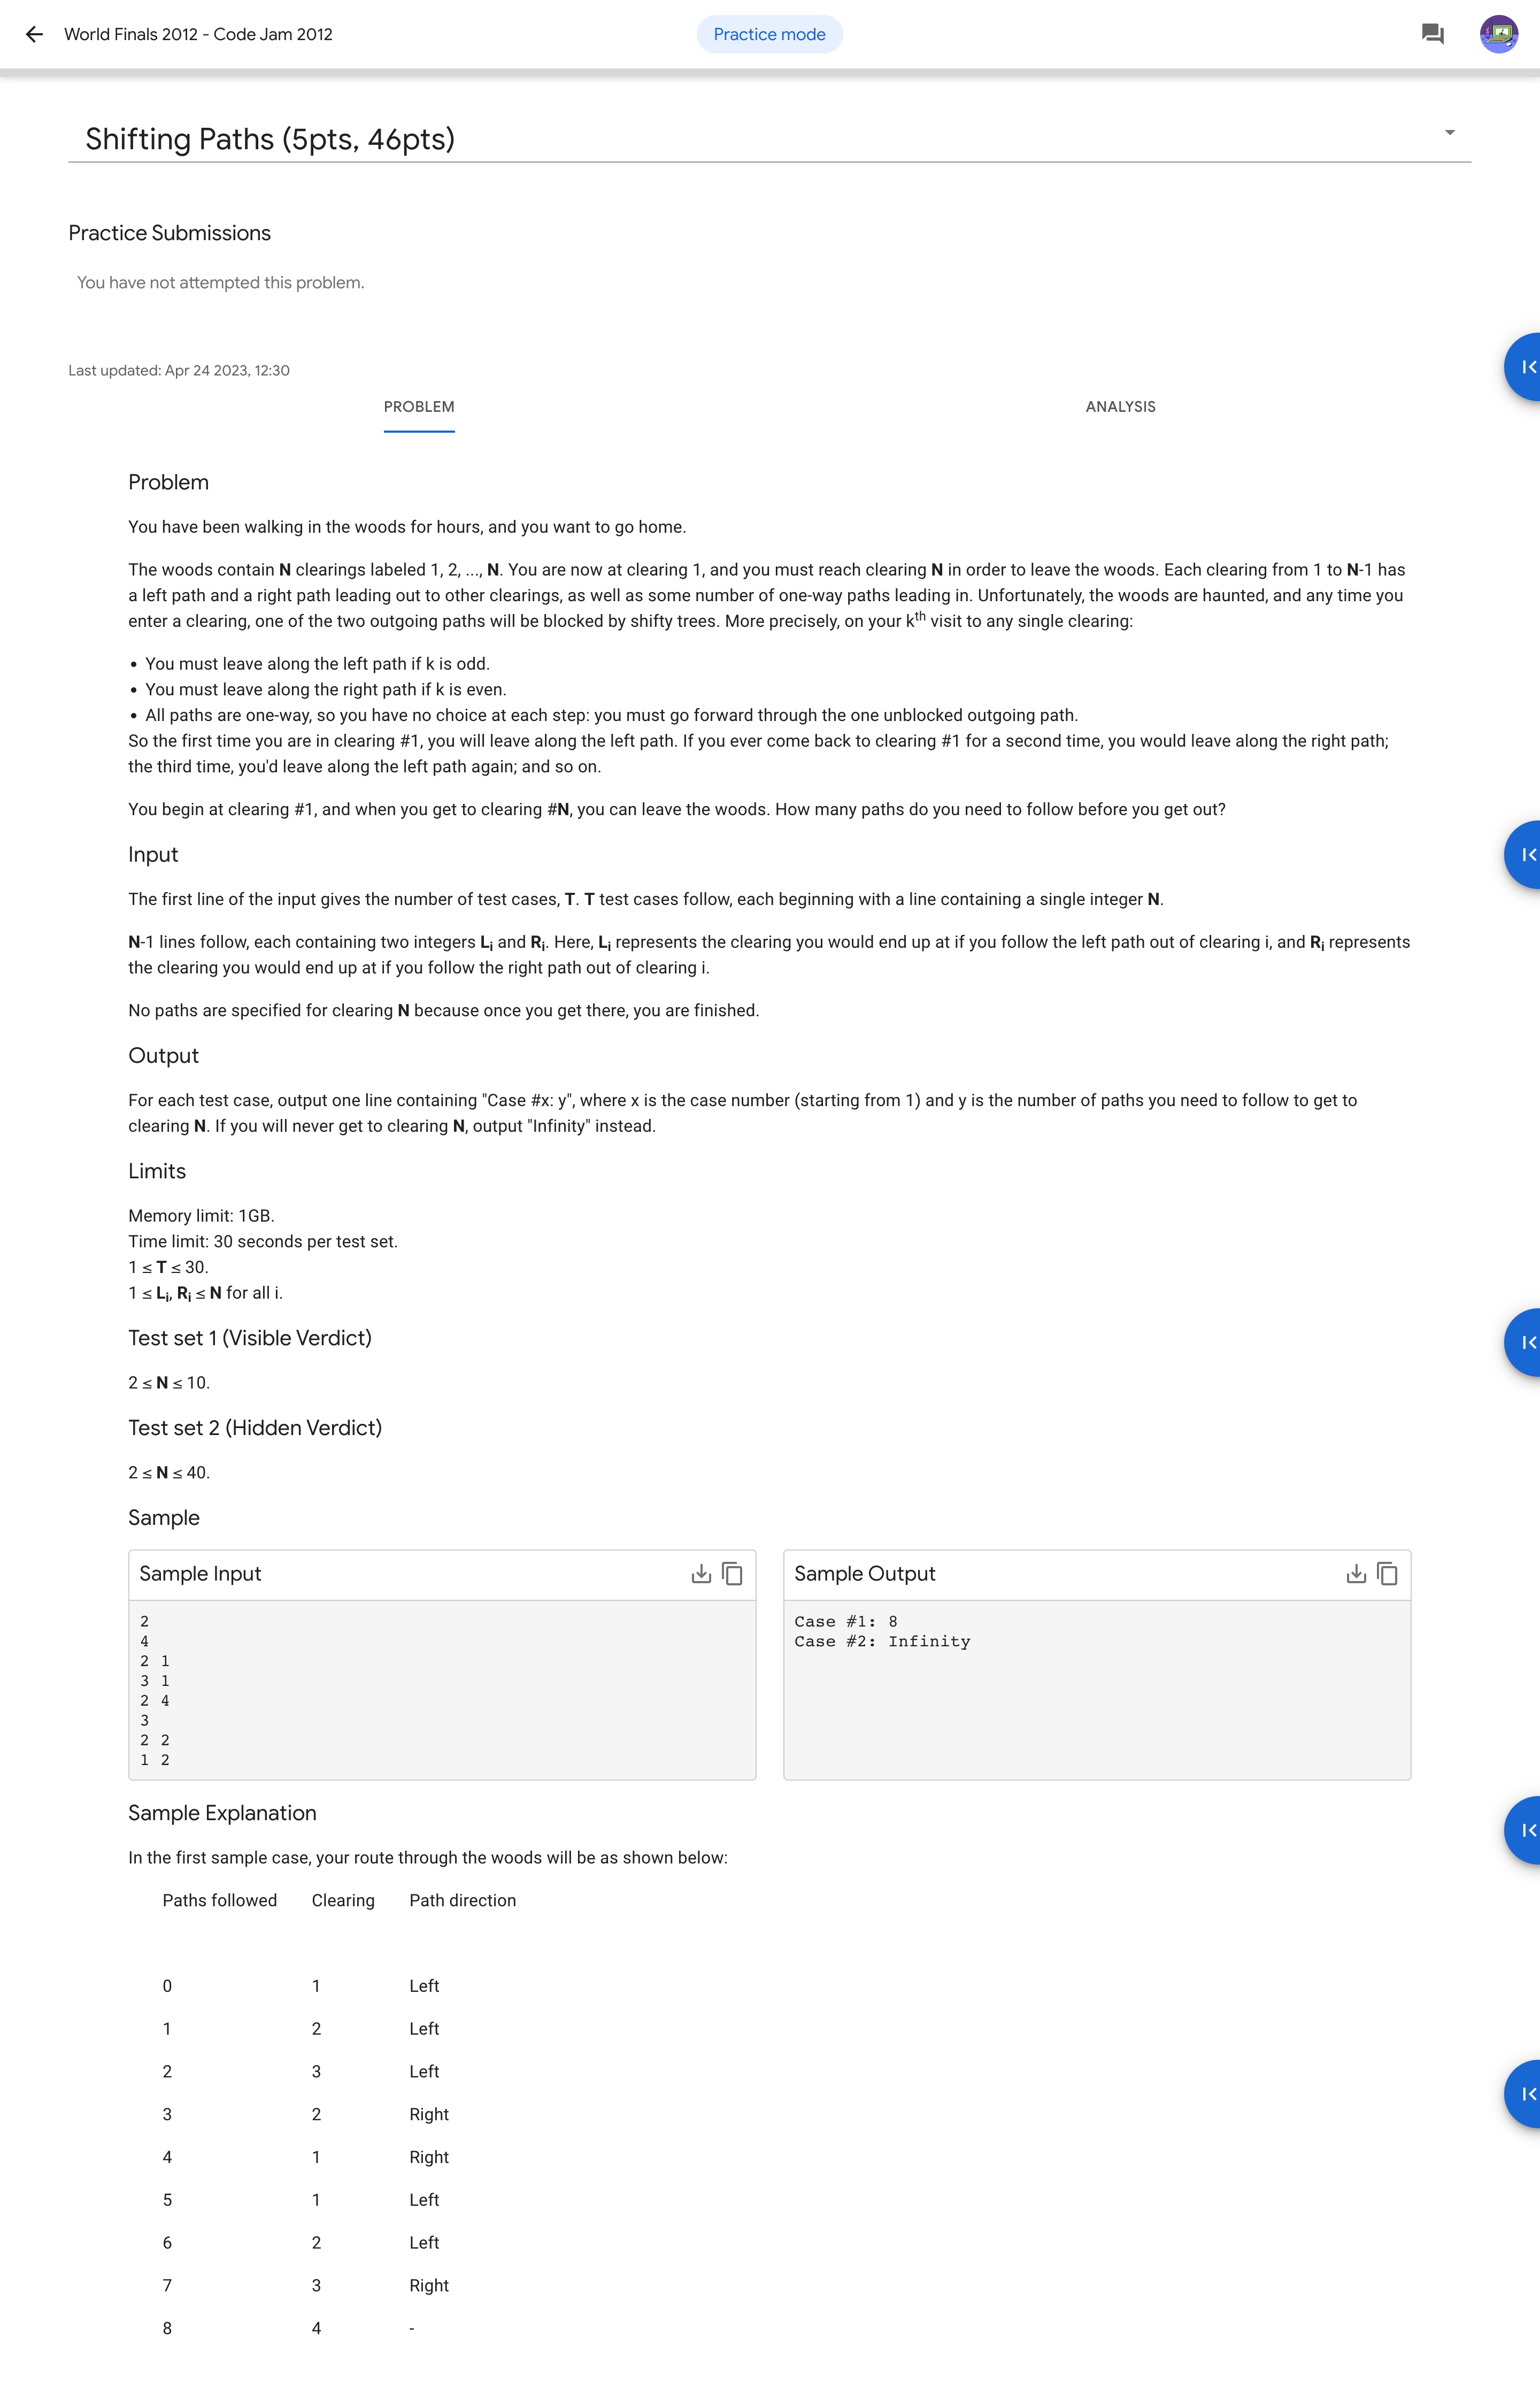 World Finals 2012 - Code Jam 2012
Practice mode
Shifting Paths (5pts, 46pts)
Practice Submissions
You have not attempted this problem.
Last updated: Apr 24 2023, 12:30
PROBLEM
ANALYSIS
Problem
You have been walking in the woods for hours, and you want to go home.
The woods contain N clearings labeled 1, 2, ..., N. You are now at clearing 1, and you must reach clearing N in order to leave the woods. Each clearing from 1 to N-1 has
a left path and a right path leading out to other clearings, as well as some number of one-way paths leading in. Unfortunately, the woods are haunted, and any time you
enter a clearing, one of the two outgoing paths will be blocked by shifty trees. More precisely, on your kth visit to any single clearing:
• You must leave along the left path if k is odd.
• You must leave along the right path if k is even.
• All paths are one-way, so you have no choice at each step: you must go forward through the one unblocked outgoing path.
So the first time you are in clearing #1, you will leave along the left path. If you ever come back to clearing #1 for a second time, you would leave along the right path;
the third time, you'd leave along the left path again; and so on.
You begin at clearing #1, and when you get to clearing #N, you can leave the woods. How many paths do you need to follow before you get out?
Input
The first line of the input gives the number of test cases, T. T test cases follow, each beginning with a line containing a single integer N.
N-1 lines follow, each containing two integers Li and Ri. Here, Li represents the clearing you would end up at if you follow the left path out of clearing i, and Ri represents
the clearing you would end up at if you follow the right path out of clearing i.
No paths are specified for clearing N because once you get there, you are finished.
Output
For each test case, output one line containing "Case #x: y", where x is the case number (starting from 1) and y is the number of paths you need to follow to get to
clearing N. If you will never get to clearing N, output "Infinity" instead.
Limits
Memory limit: 1GB.
Time limit: 30 seconds per test set.
1 ≤ T ≤ 30.
1 ≤ Li, Ri ≤ N for all i.
Test set 1 (Visible Verdict)
2 ≤ N ≤ 10.
Test set 2 (Hidden Verdict)
2 ≤ N ≤ 40.
Sample
Sample Input
2
4
2 1
3 1
2 4
3
2 2
1 2
Sample Output
Case #1: 8
Case #2: Infinity
Sample Explanation
In the first sample case, your route through the woods will be as shown below:
Paths followed Clearing Path direction
0 1 Left
1 2 Left
2 3 Left
3 2 Right
4 1 Right
5 1 Left
6 2 Left
7 3 Right
8 4 -